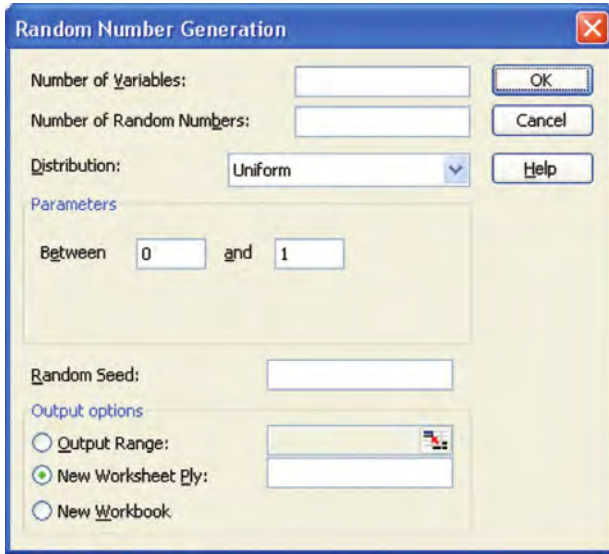 Random Number Generation
Number of Variables:
OK
Number of Random Numbers:
Cancel
Distribution:
Uniform
Help
Parameters
Between 0 and 1
Random Seed:
Output options
Output Range:
New Worksheet Ply:
New Workbook